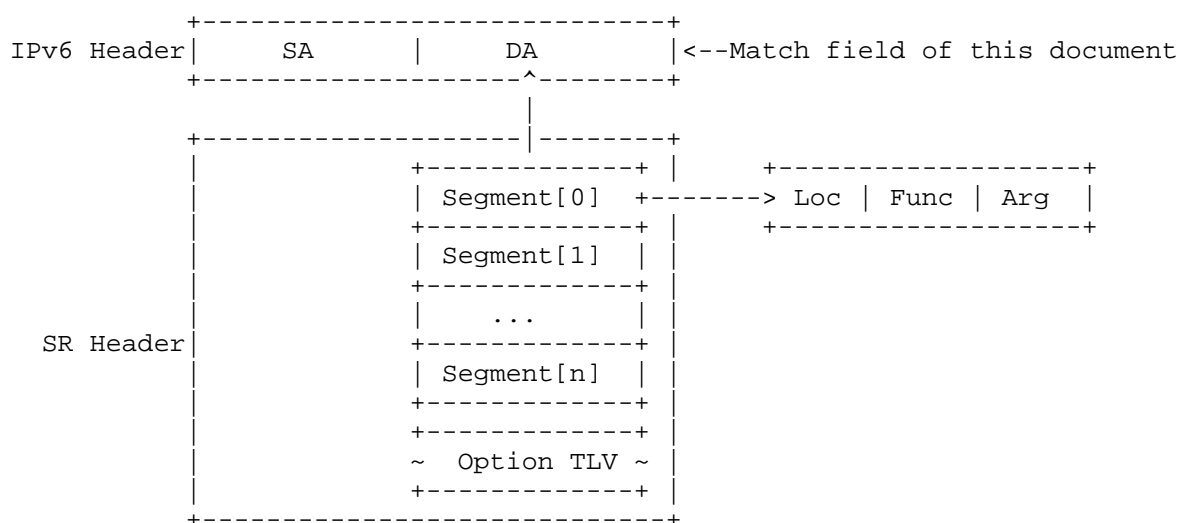 IPv6 Header| SA | DA |<--Match field of this document
| Segment[0] +-------> Loc | Func | Arg |
| Segment[1] |
| ... |
SR Header|
| Segment[n] |
~ Option TLV ~